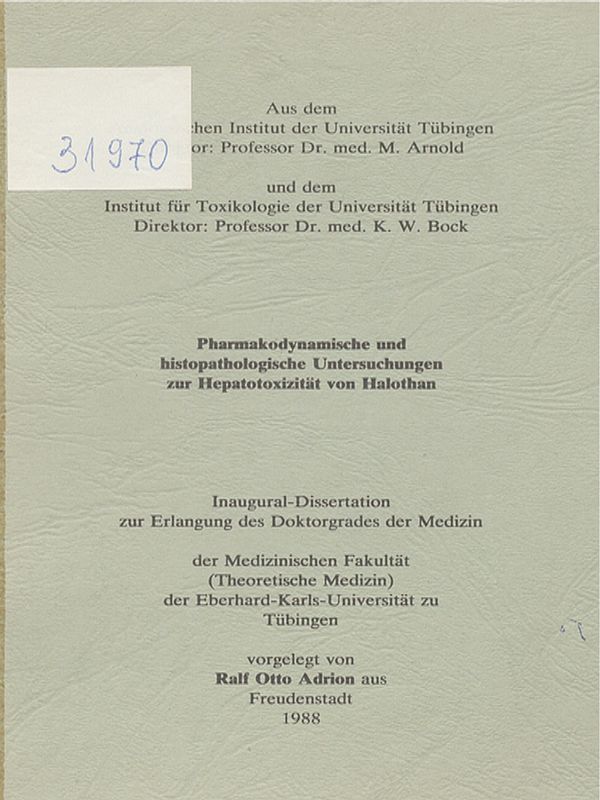 31970
Aus dem
chen Institut der Universität Tübingen
or: Professor Dr. med. M. Arnold
und dem
Institut für Toxikologie der Universität Tübingen
Direktor: Professor Dr. med. K. W. Bock
Pharmakodynamische und
histopathologische Untersuchungen
zur Hepatotoxizität von Halothan
Inaugural-Dissertation
zur Erlangung des Doktorgrades der Medizin
der Medizinischen Fakultät
(Theoretische Medizin)
der Eberhard-Karls-Universität zu
Tübingen
vorgelegt von
Ralf Otto Adrion aus
Freudenstadt
1988